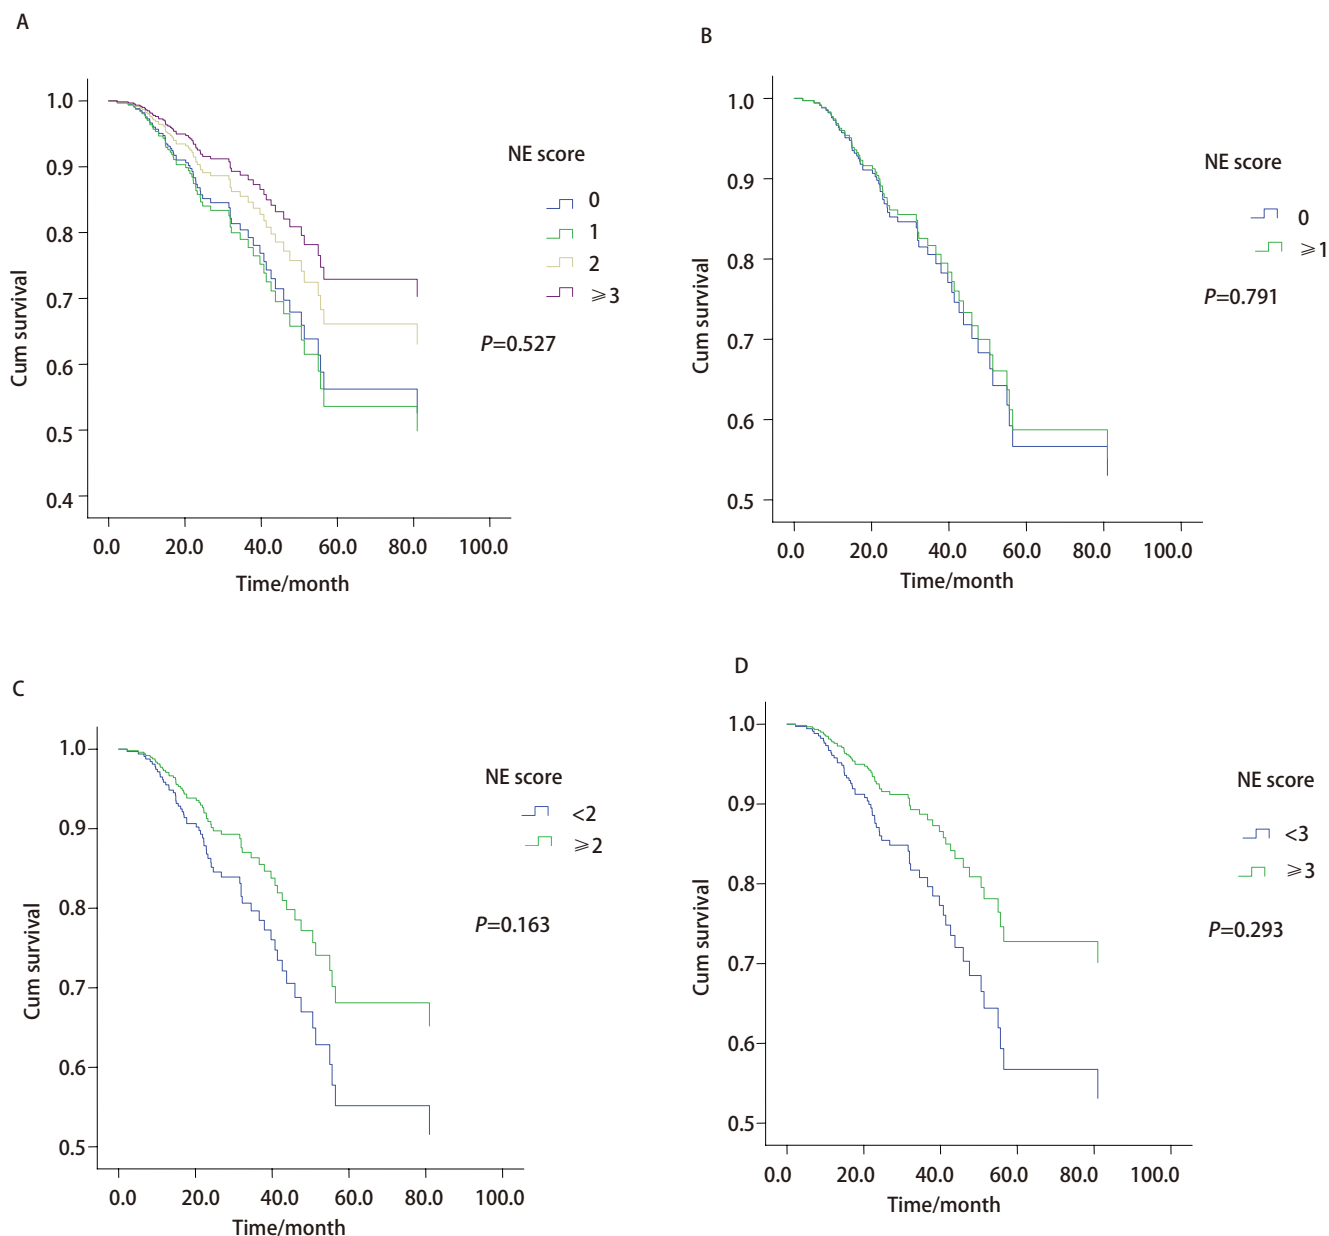 A
1.0
0.9
0.8
0.7
0.6
0.5
0.4
Cum survival
0.0 20.0 40.0 60.0 80.0 100.0
Time/month
NE score
0
1
2
⩾3
P=0.527
B
1.0
0.9
0.8
0.7
0.6
0.5
Cum survival
0.0 20.0 40.0 60.0 80.0 100.0
Time/month
NE score
0
⩾1
P=0.791
C
1.0
0.9
0.8
0.7
0.6
0.5
Cum survival
0.0 20.0 40.0 60.0 80.0 100.0
Time/month
NE score
<2
⩾2
P=0.163
D
1.0
0.9
0.8
0.7
0.6
0.5
Cum survival
0.0 20.0 40.0 60.0 80.0 100.0
Time/month
NE score
<3
⩾3
P=0.293